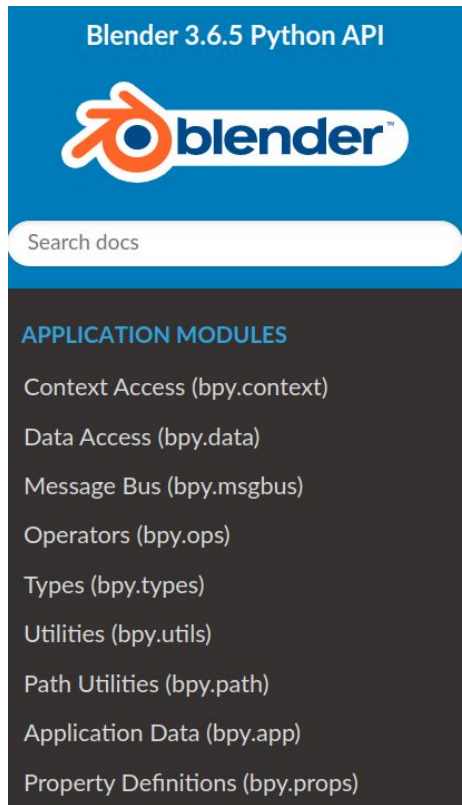 Blender 3.6.5 Python API
blender™
Search docs
APPLICATION MODULES
Context Access (bpy.context)
Data Access (bpy.data)
Message Bus (bpy.msgbus)
Operators (bpy.ops)
Types (bpy.types)
Utilities (bpy.utils)
Path Utilities (bpy.path)
Application Data (bpy.app)
Property Definitions (bpy.props)